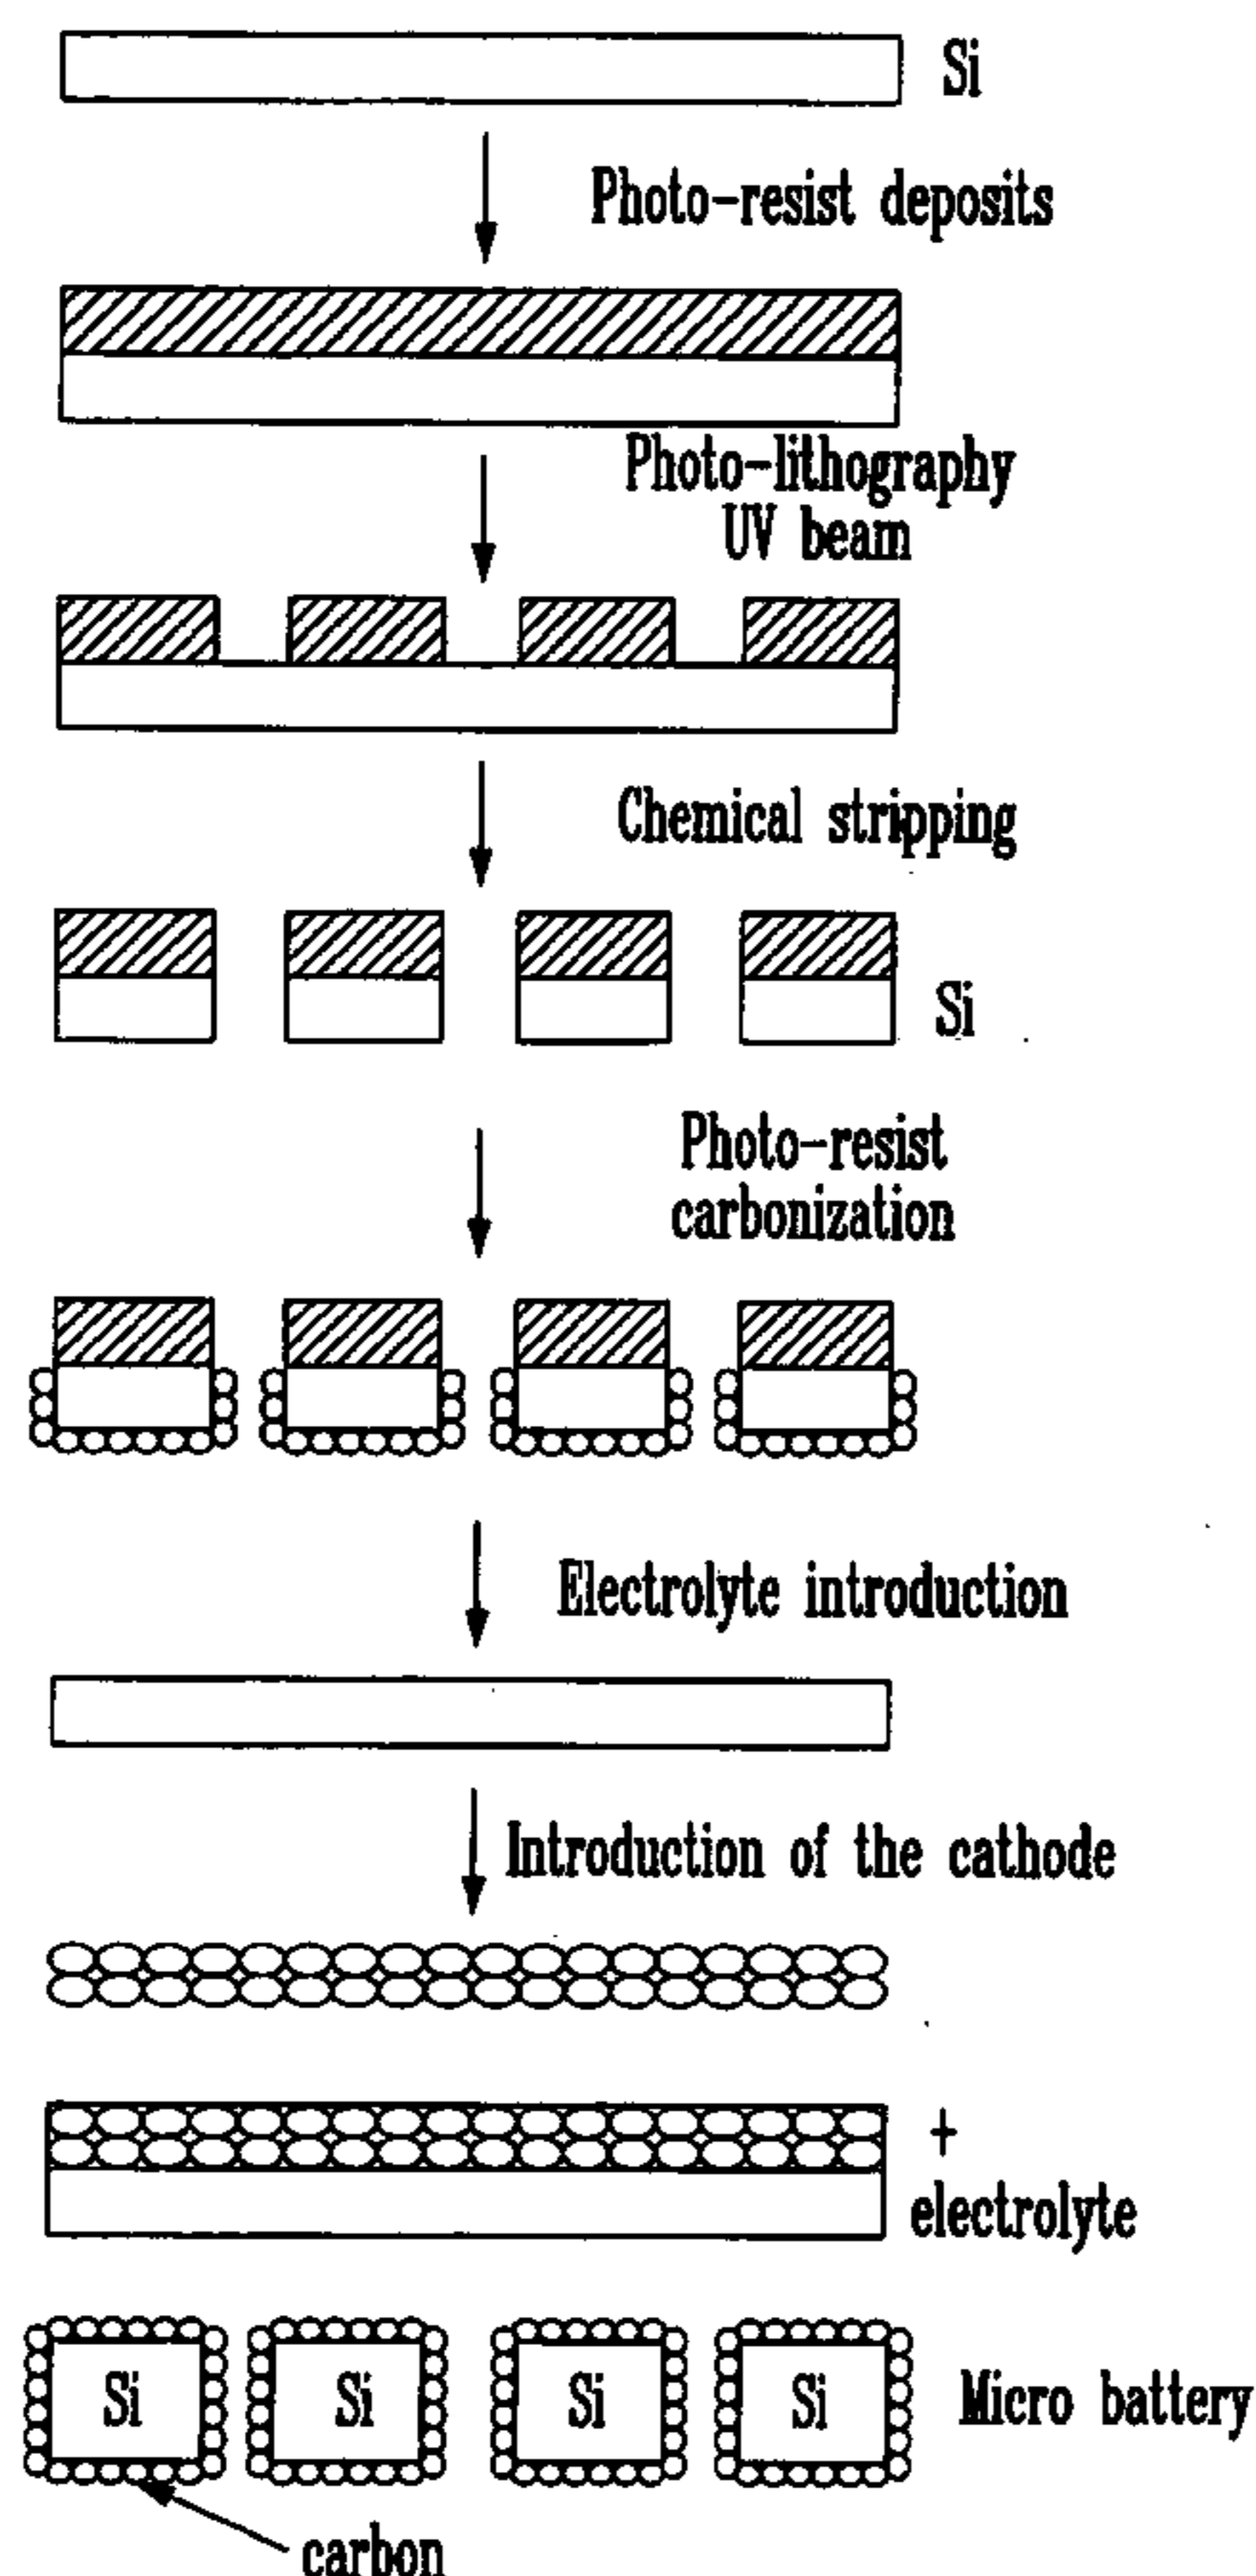 Si
Photo-resist deposits
Photo-lithography
UV beam
Chemical stripping
Si
Photo-resist
carbonization
Electrolyte introduction
Introduction of the cathode
+
electrolyte
Si Si Si Si
Micro battery
carbon